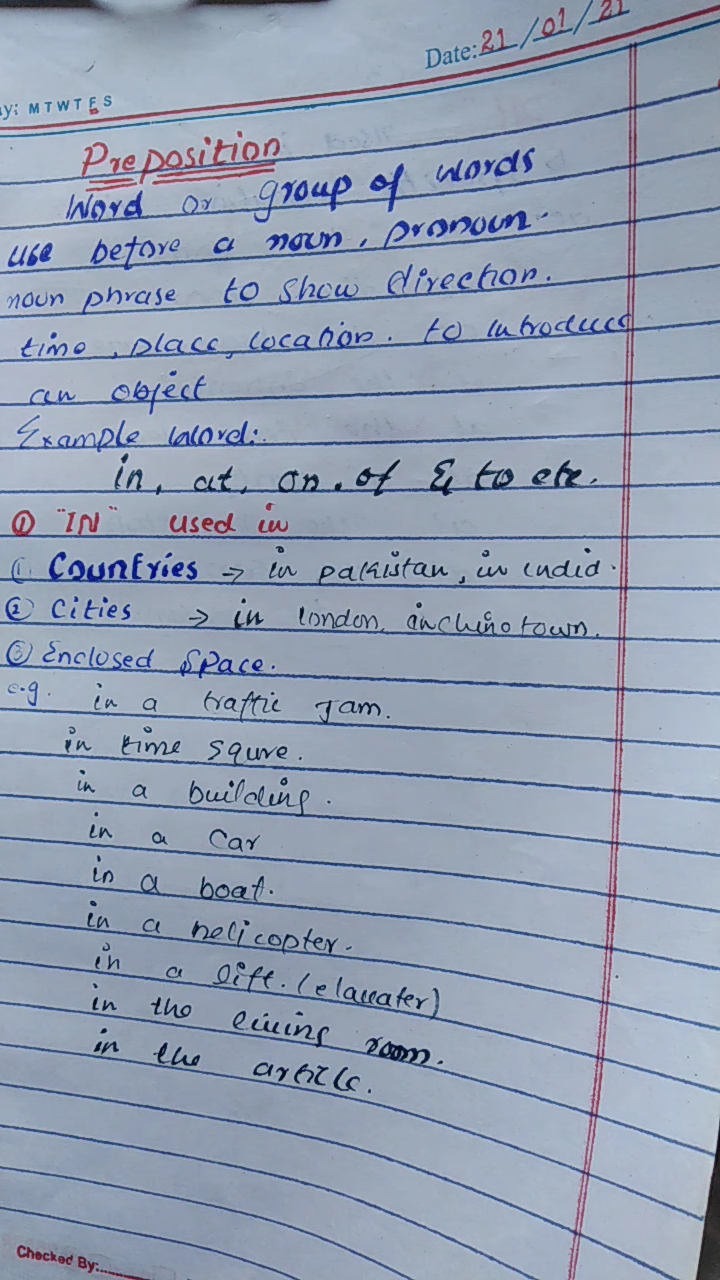 Date: 21/01/21
ay: M T W T F S
Preposition
Word or group of words
use before a noun, pronoun.
noun phrase to show direction.
time, place, location. to introduce
an object
Example word:.
in, at, on. of & to etc.
① "IN" used in
① Countries → in pakistan, in india.
② Cities → in london, in chino town.
③ Enclosed Space.
e.g. in a traffic jam.
in time squre.
in a building.
in a car
in a boat.
in a helicopter.
in a lift. (elavater)
in the living room.
in the article.
Checked By: